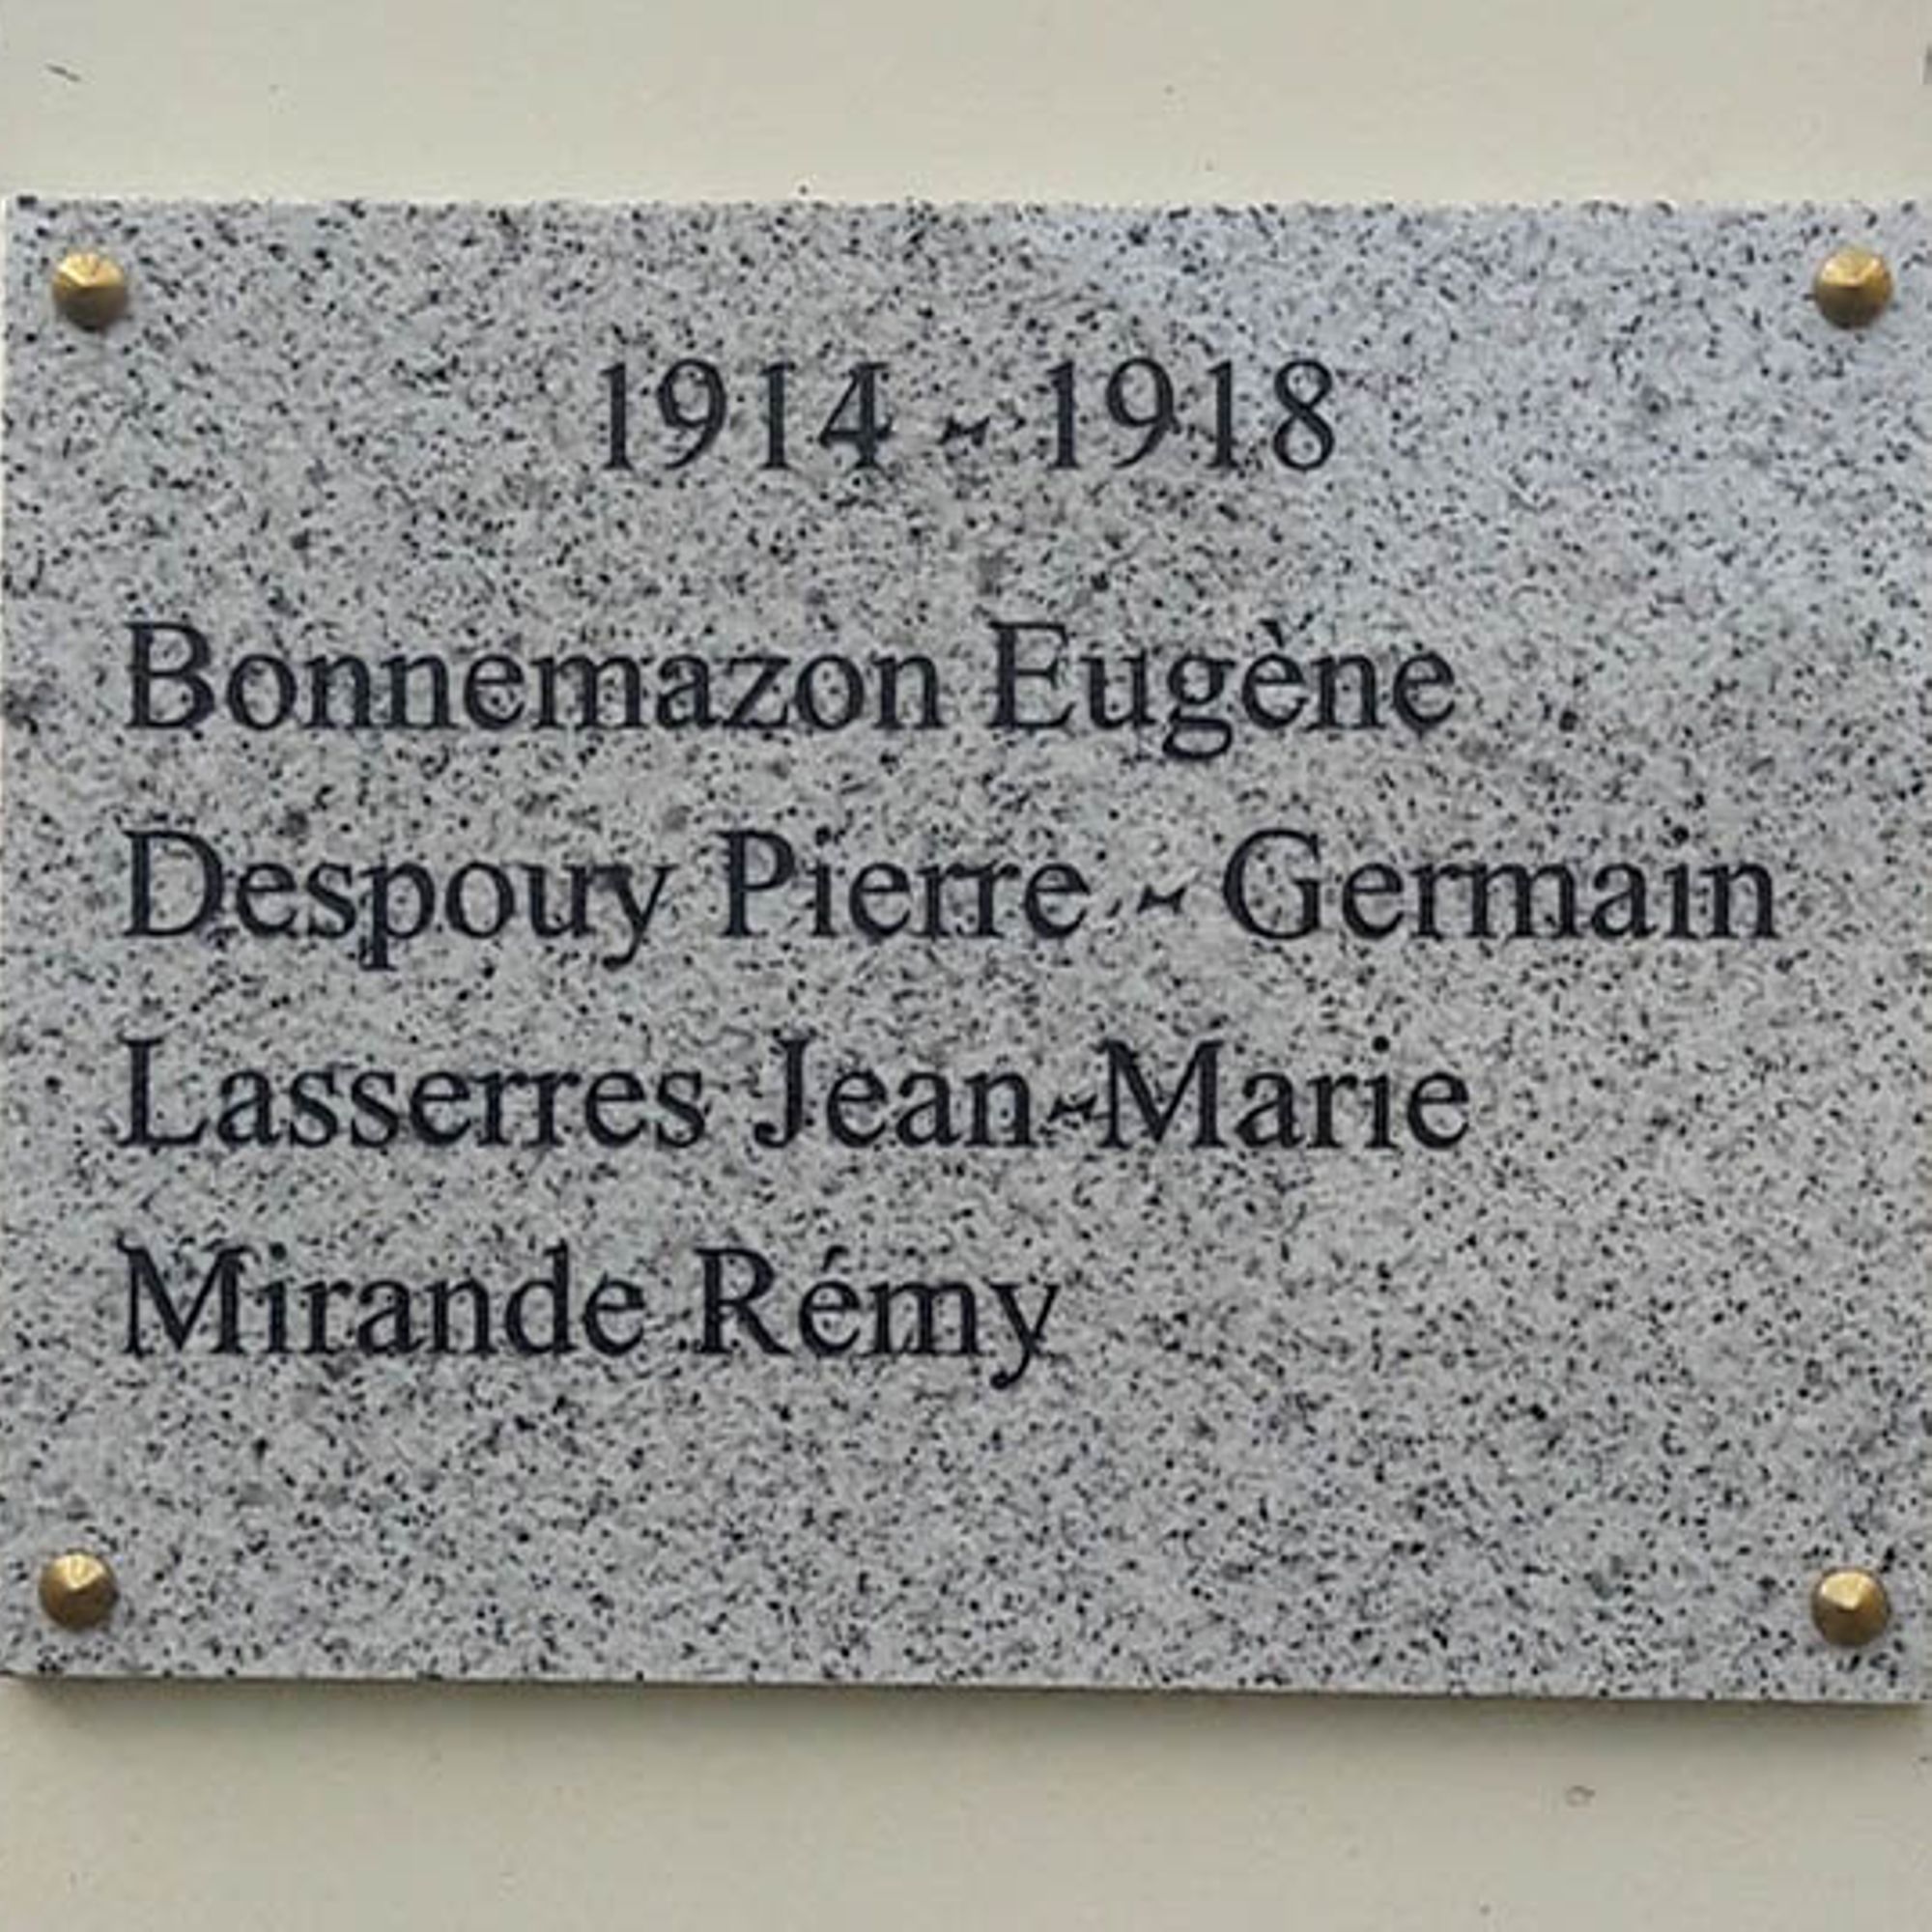 1914 - 1918
Bonnemazon Eugène
Despouy Pierre - Germain
Lasserres Jean-Marie
Mirande Rémy